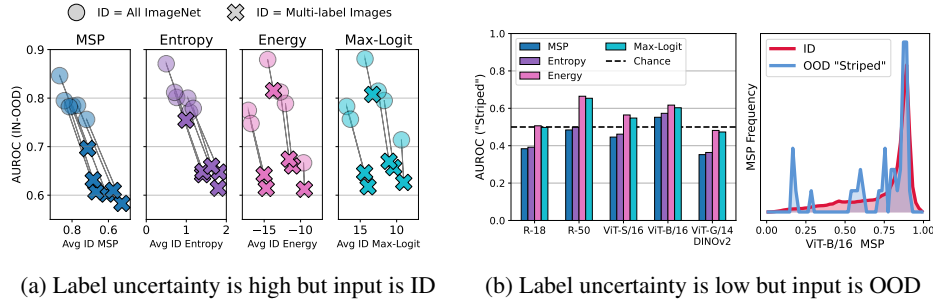 ID = All ImageNet
ID = Multi-label Images
MSP
Entropy
Energy
Max-Logit
AUROC (IN-OOD)
0.9
0.8
0.7
0.6
0.8 0.6
0 1 2
−15 −10
15 10
Avg ID MSP
Avg ID Entropy
Avg ID Energy
Avg ID Max-Logit
(a) Label uncertainty is high but input is ID
AUROC ("Striped")
1.0
0.8
0.6
0.4
0.2
0.0
MSP
Entropy
Energy
Max-Logit
Chance
R-18
R-50
ViT-S/16
ViT-B/16
ViT-G/14
DINOv2
MSP Frequency
ID
OOD "Striped"
0.00 0.25 0.50 0.75 1.00
ViT-B/16 MSP
(b) Label uncertainty is low but input is OOD